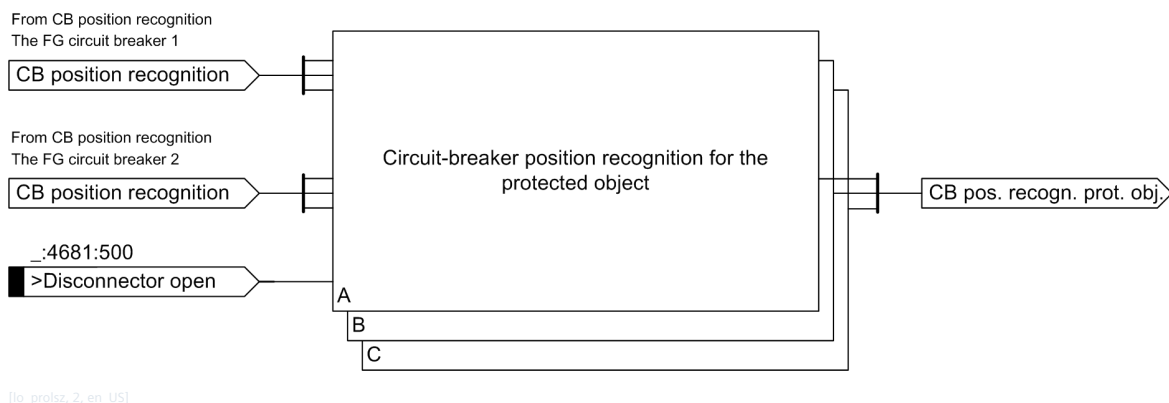 From CB position recognition
The FG circuit breaker 1
CB position recognition
From CB position recognition
The FG circuit breaker 2
CB position recognition
_:4681:500
>Disconnector open
Circuit-breaker position recognition for the
protected object
A
B
C
CB pos. recogn. prot. obj.
[lo_prolsz, 2, en_US]